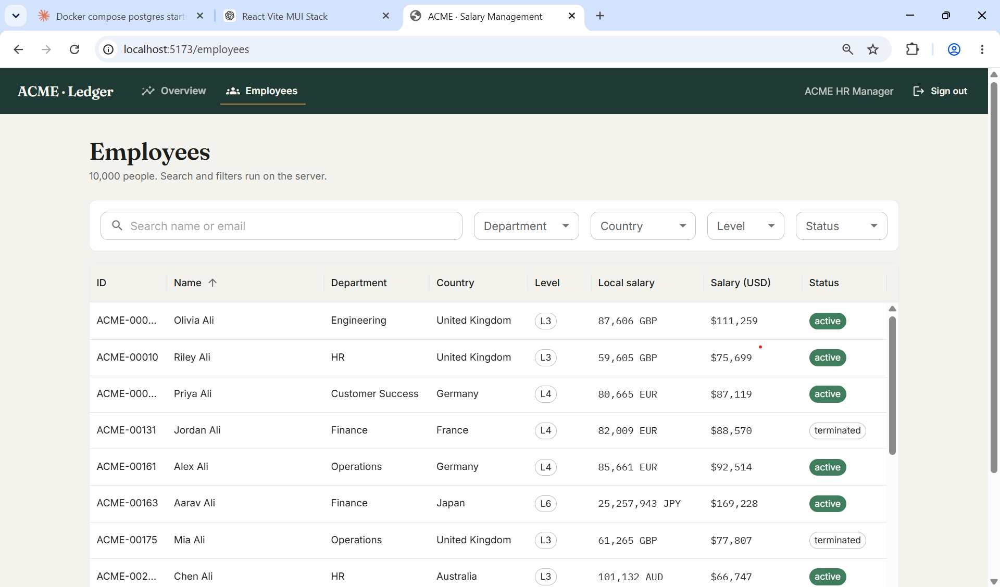 Docker compose postgres start
React Vite MUI Stack
ACME · Salary Management
localhost:5173/employees
ACME · Ledger
Overview
Employees
ACME HR Manager
Sign out
Employees
10,000 people. Search and filters run on the server.
Search name or email
Department
Country
Level
Status
ID Name Department Country Level Local salary Salary (USD) Status
ACME-000... Olivia Ali Engineering United Kingdom L3 87,606 GBP $111,259 active
ACME-00010 Riley Ali HR United Kingdom L3 59,605 GBP $75,699 active
ACME-000... Priya Ali Customer Success Germany L4 80,665 EUR $87,119 active
ACME-00131 Jordan Ali Finance France L4 82,009 EUR $88,570 terminated
ACME-00161 Alex Ali Operations Germany L4 85,661 EUR $92,514 active
ACME-00163 Aarav Ali Finance Japan L6 25,257,943 JPY $169,228 active
ACME-00175 Mia Ali Operations United Kingdom L3 61,265 GBP $77,807 terminated
ACME-002... Chen Ali HR Australia L3 101,132 AUD $66,747 active